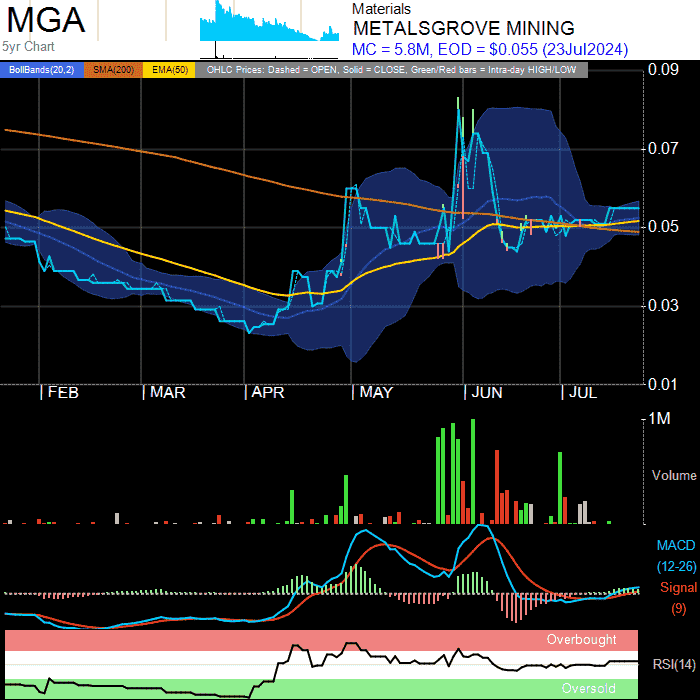 MGA
5yr Chart
Materials
METALSGROVE MINING
MC = 5.8M, EOD = $0.055 (23Jul2024)
BollBands(20,2) SMA(200) EMA(50) OHLC Prices: Dashed = OPEN, Solid = CLOSE, Green/Red bars = Intra-day HIGH/LOW
0.09
0.07
0.05
0.03
0.01
FEB MAR APR MAY JUN JUL
1M
Volume
MACD
(12-26)
Signal
(9)
Overbought
RSI(14)
Oversold